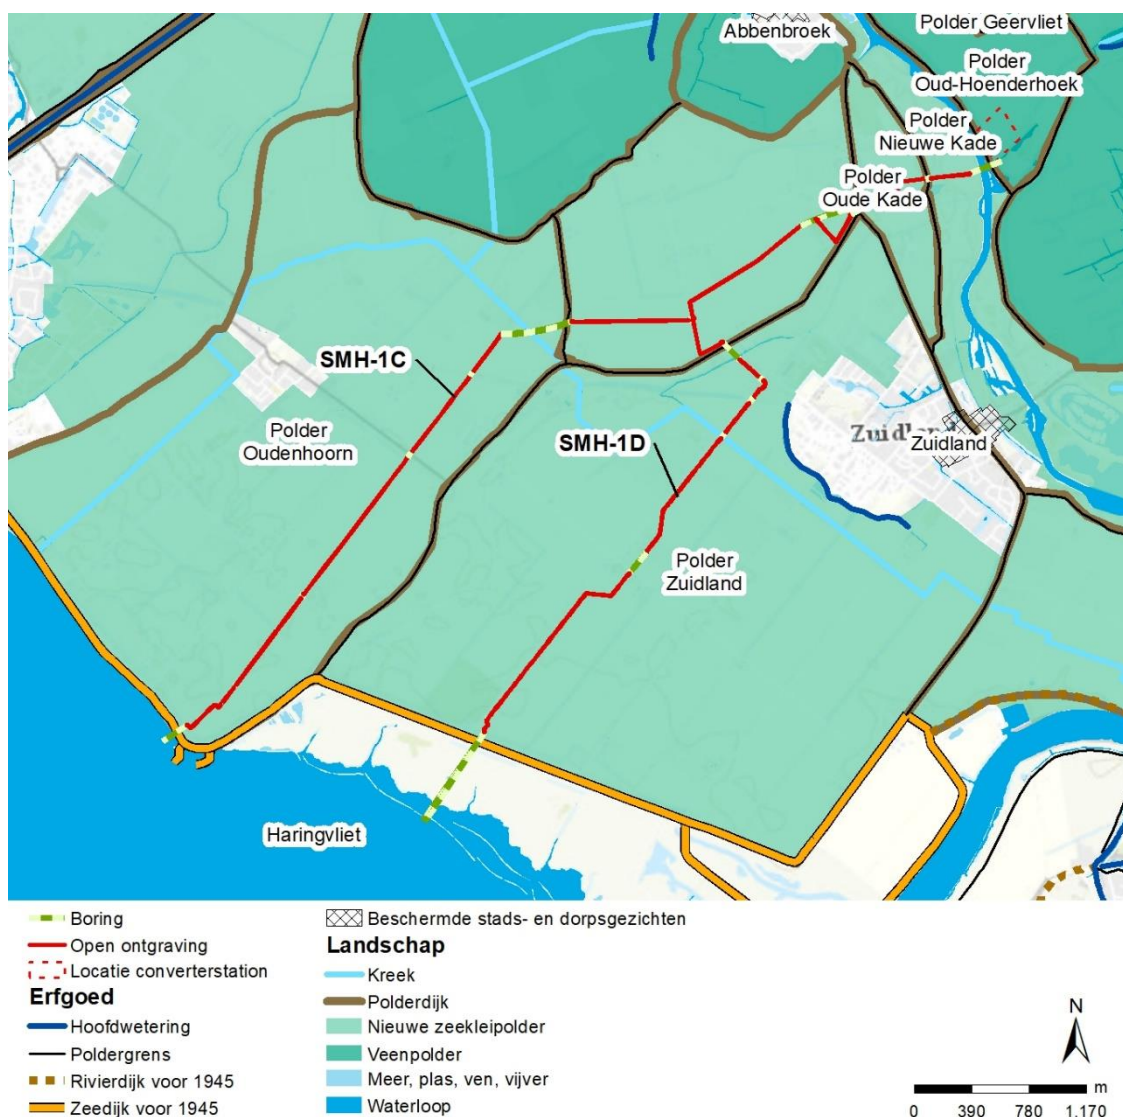 Abbenbroek
Polder Geervliet
Polder
Oud-Hoenderhoek
Polder
Nieuwe Kade
Polder
Oude Kade
SMH-1C
Polder
Oudenhoorn
SMH-1D
Zuidland
Zuidland
Polder
Zuidland
Haringvliet
Boring
Open ontgraving
Locatie converterstation
Erfgoed
Hoofdwetering
Poldergrens
Rivierdijk voor 1945
Zeedijk voor 1945
Beschermde stads- en dorpsgezichten
Landschap
Kreek
Polderdijk
Nieuwe zeekleipolder
Veenpolder
Meer, plas, ven, vijver
Waterloop
N
m
0 390 780 1.170